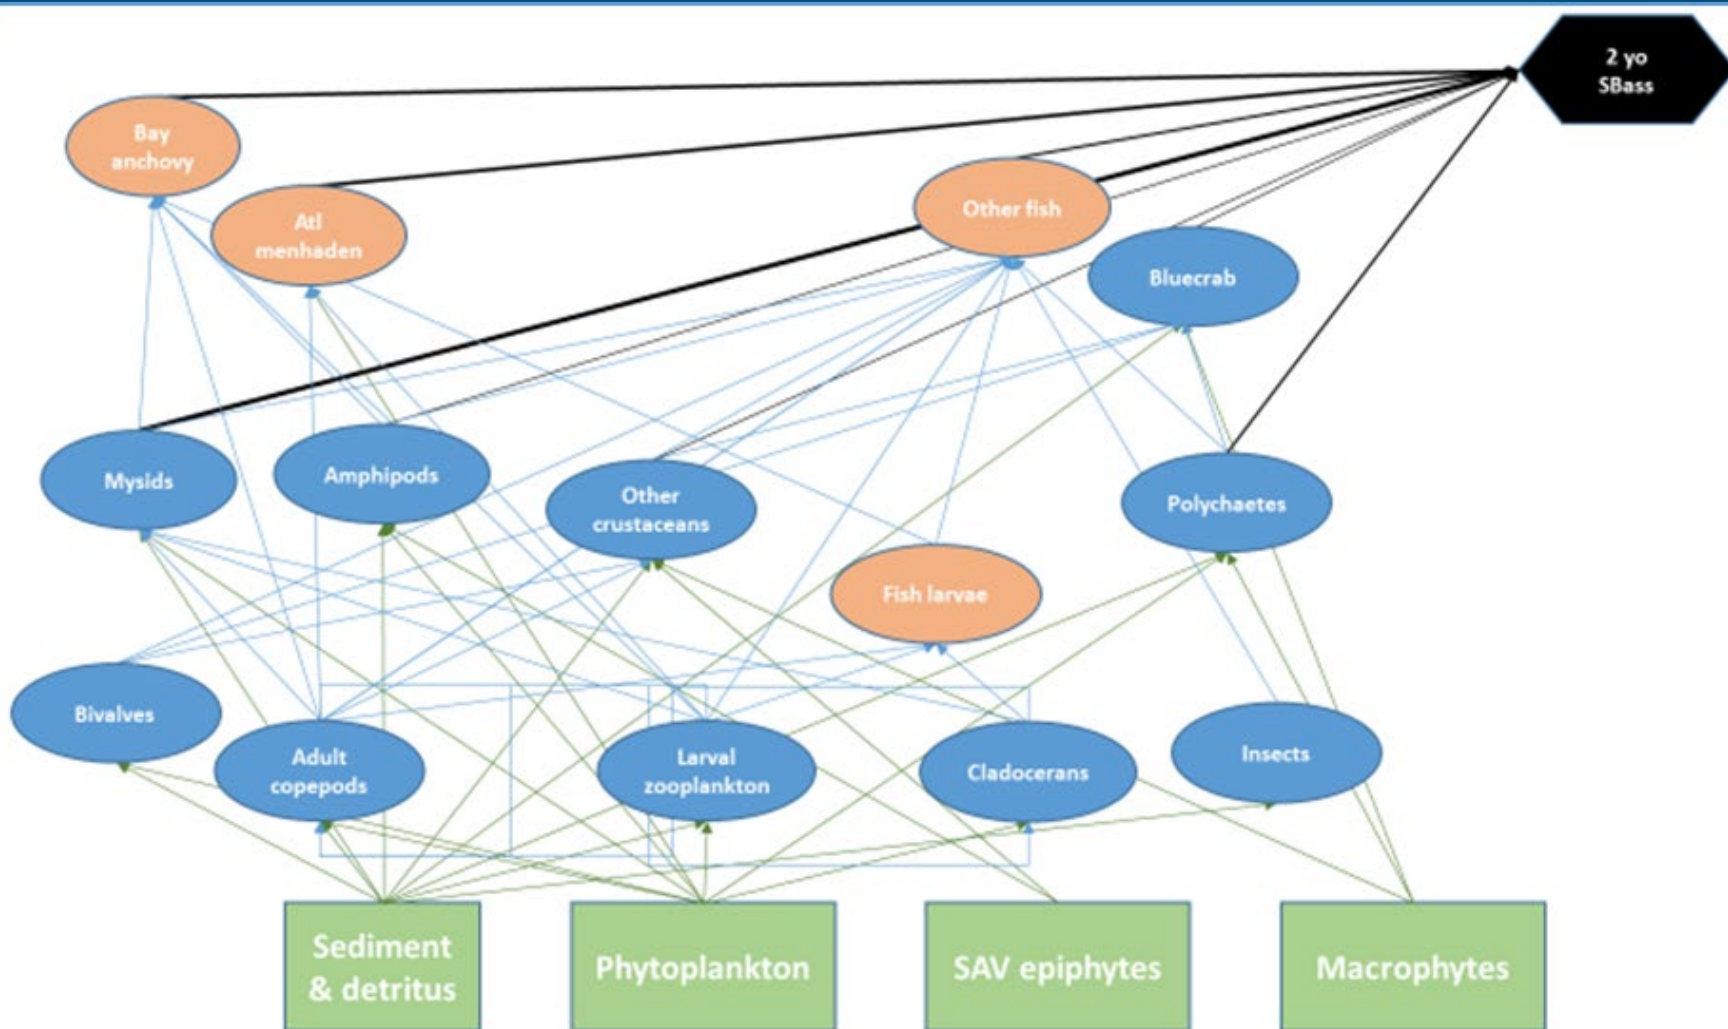 2 yo
SBass
Bay
anchovy
Atl
menhaden
Other fish
Bluecrab
Mysids
Amphipods
Other
crustaceans
Polychaetes
Fish larvae
Bivalves
Adult
copepods
Larval
zooplankton
Cladocerans
Insects
Sediment
& detritus
Phytoplankton
SAV epiphytes
Macrophytes